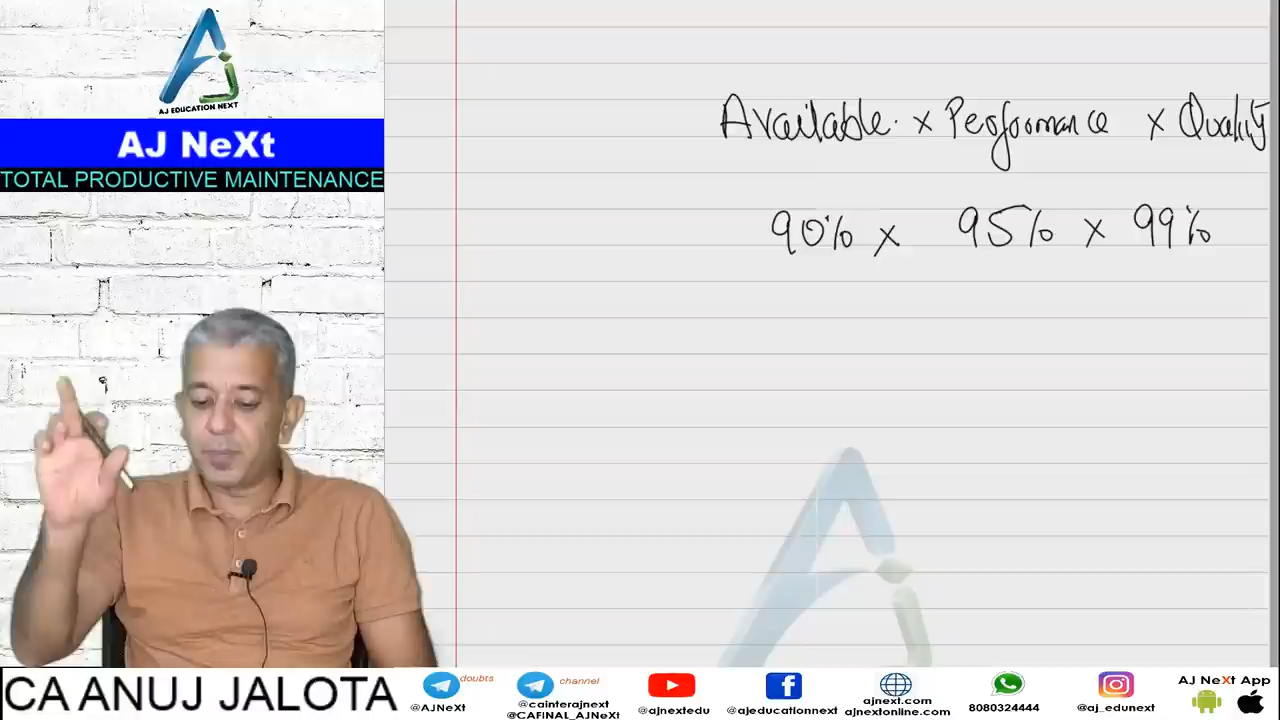 AJ EDUCATION NEXT
AJ NeXt
TOTAL PRODUCTIVE MAINTENANCE
Available. x Performance x Quality
90% x 95% x 99%
CA ANUJ JALOTA
doubts
@AJNeXt
channel
@cainterajnext
@CAFINAL_AJNeXt
@ajnextedu
@ajeducationnext
ajnext.com
ajnextonline.com
8080324444
@aj_edunext
AJ NeXt App